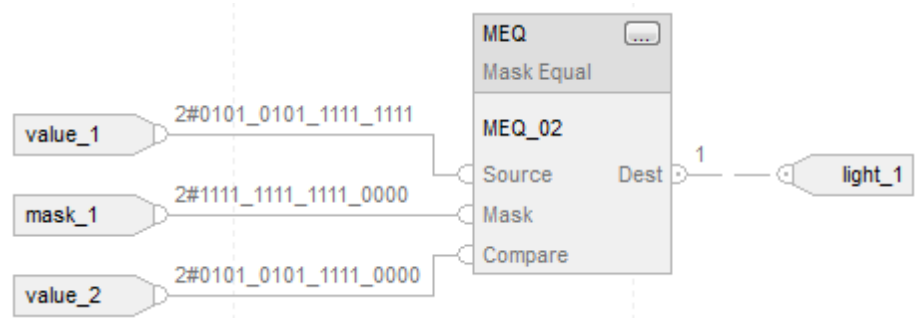 MEQ ...
Mask Equal
2#0101_0101_1111_1111
value_1
MEQ_02
1
Source Dest
light_1
2#1111_1111_1111_0000
mask_1
Mask
Compare
2#0101_0101_1111_0000
value_2